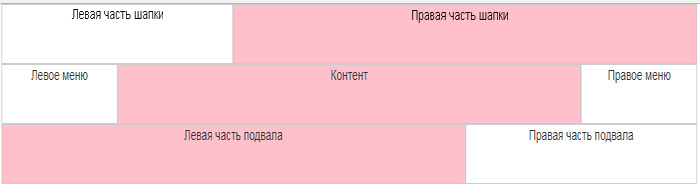 Левая часть шапки
Правая часть шапки
Левое меню
Контент
Правое меню
Левая часть подвала
Правая часть подвала